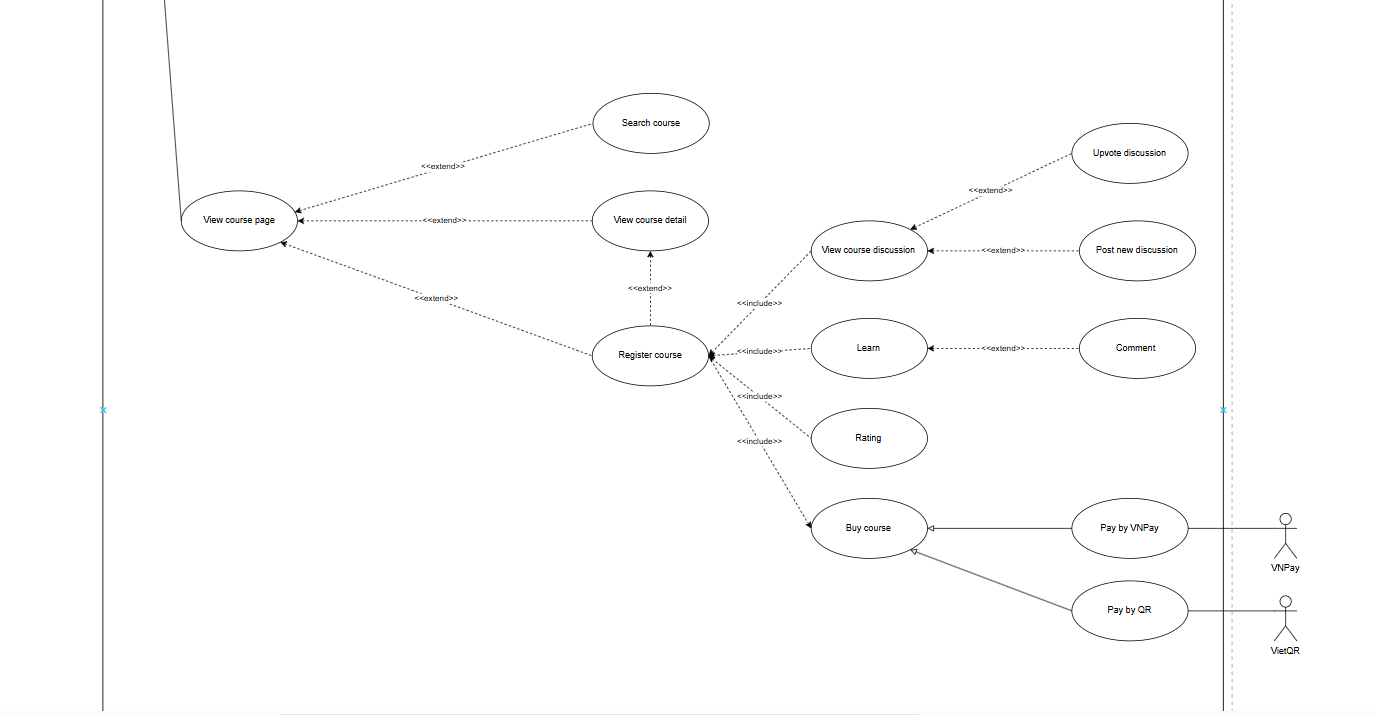 Search course
Upvote discussion
<<extend>>
<<extend>>
View course page
<<extend>>
View course detail
View course discussion
<<extend>>
Post new discussion
<<extend>>
<<extend>>
<<include>>
Register course
<<include>>
Learn
<<extend>>
Comment
<<include>>
Rating
<<include>>
Buy course
Pay by VNPay
VNPay
Pay by QR
VietQR